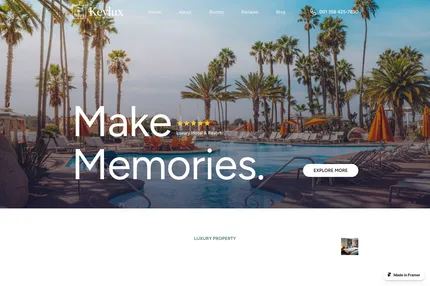 Keylux
Home
About
Rooms
Reviews
Blog
001 358 425-7830
Make
★★★★★
Luxury Hotel & Resort
Memories.
EXPLORE MORE
LUXURY PROPERTY
Made in Framer